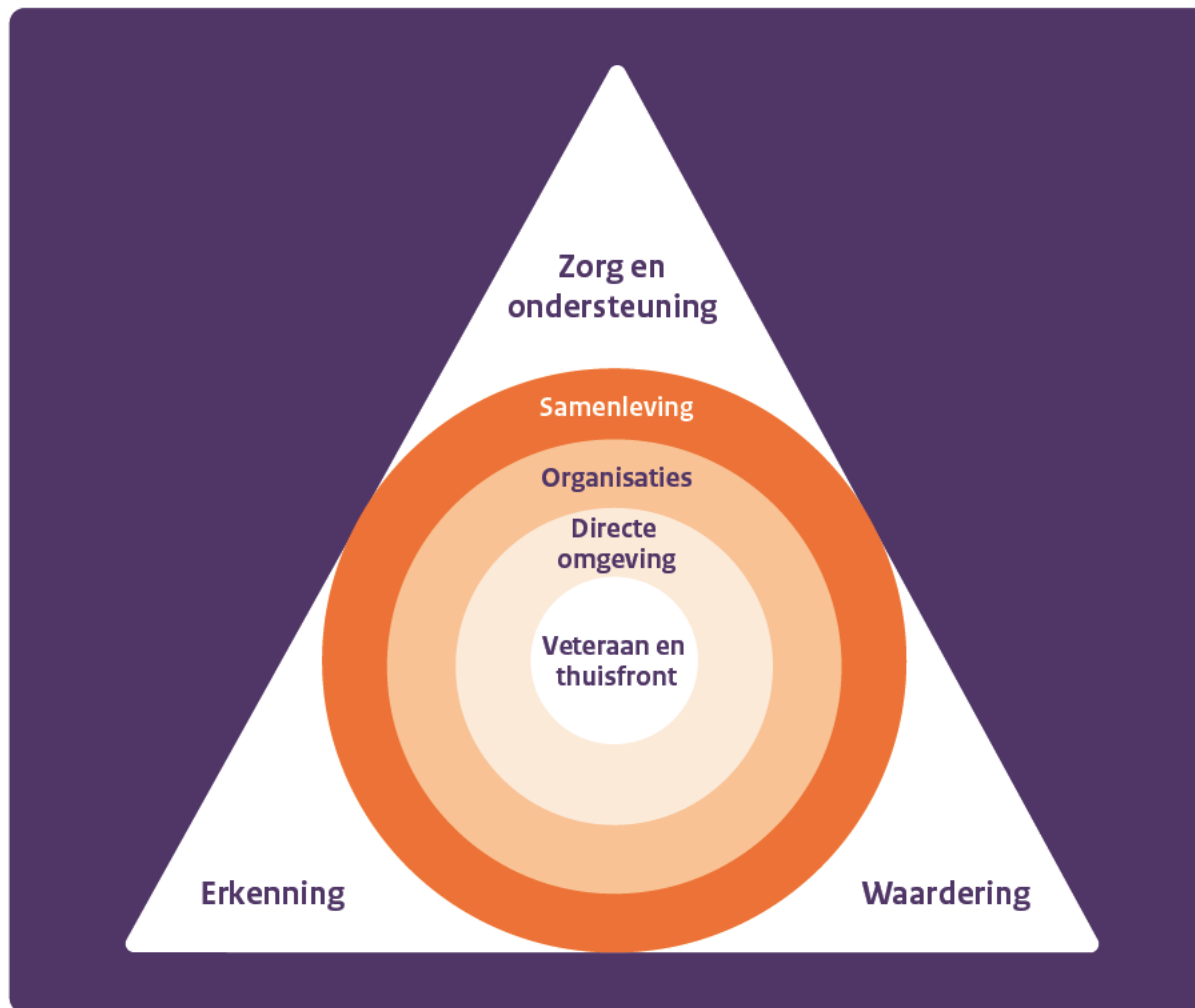 Zorg en
ondersteuning
Samenleving
Organisaties
Directe
omgeving
Veteraan en
thuisfront
Erkenning
Waardering